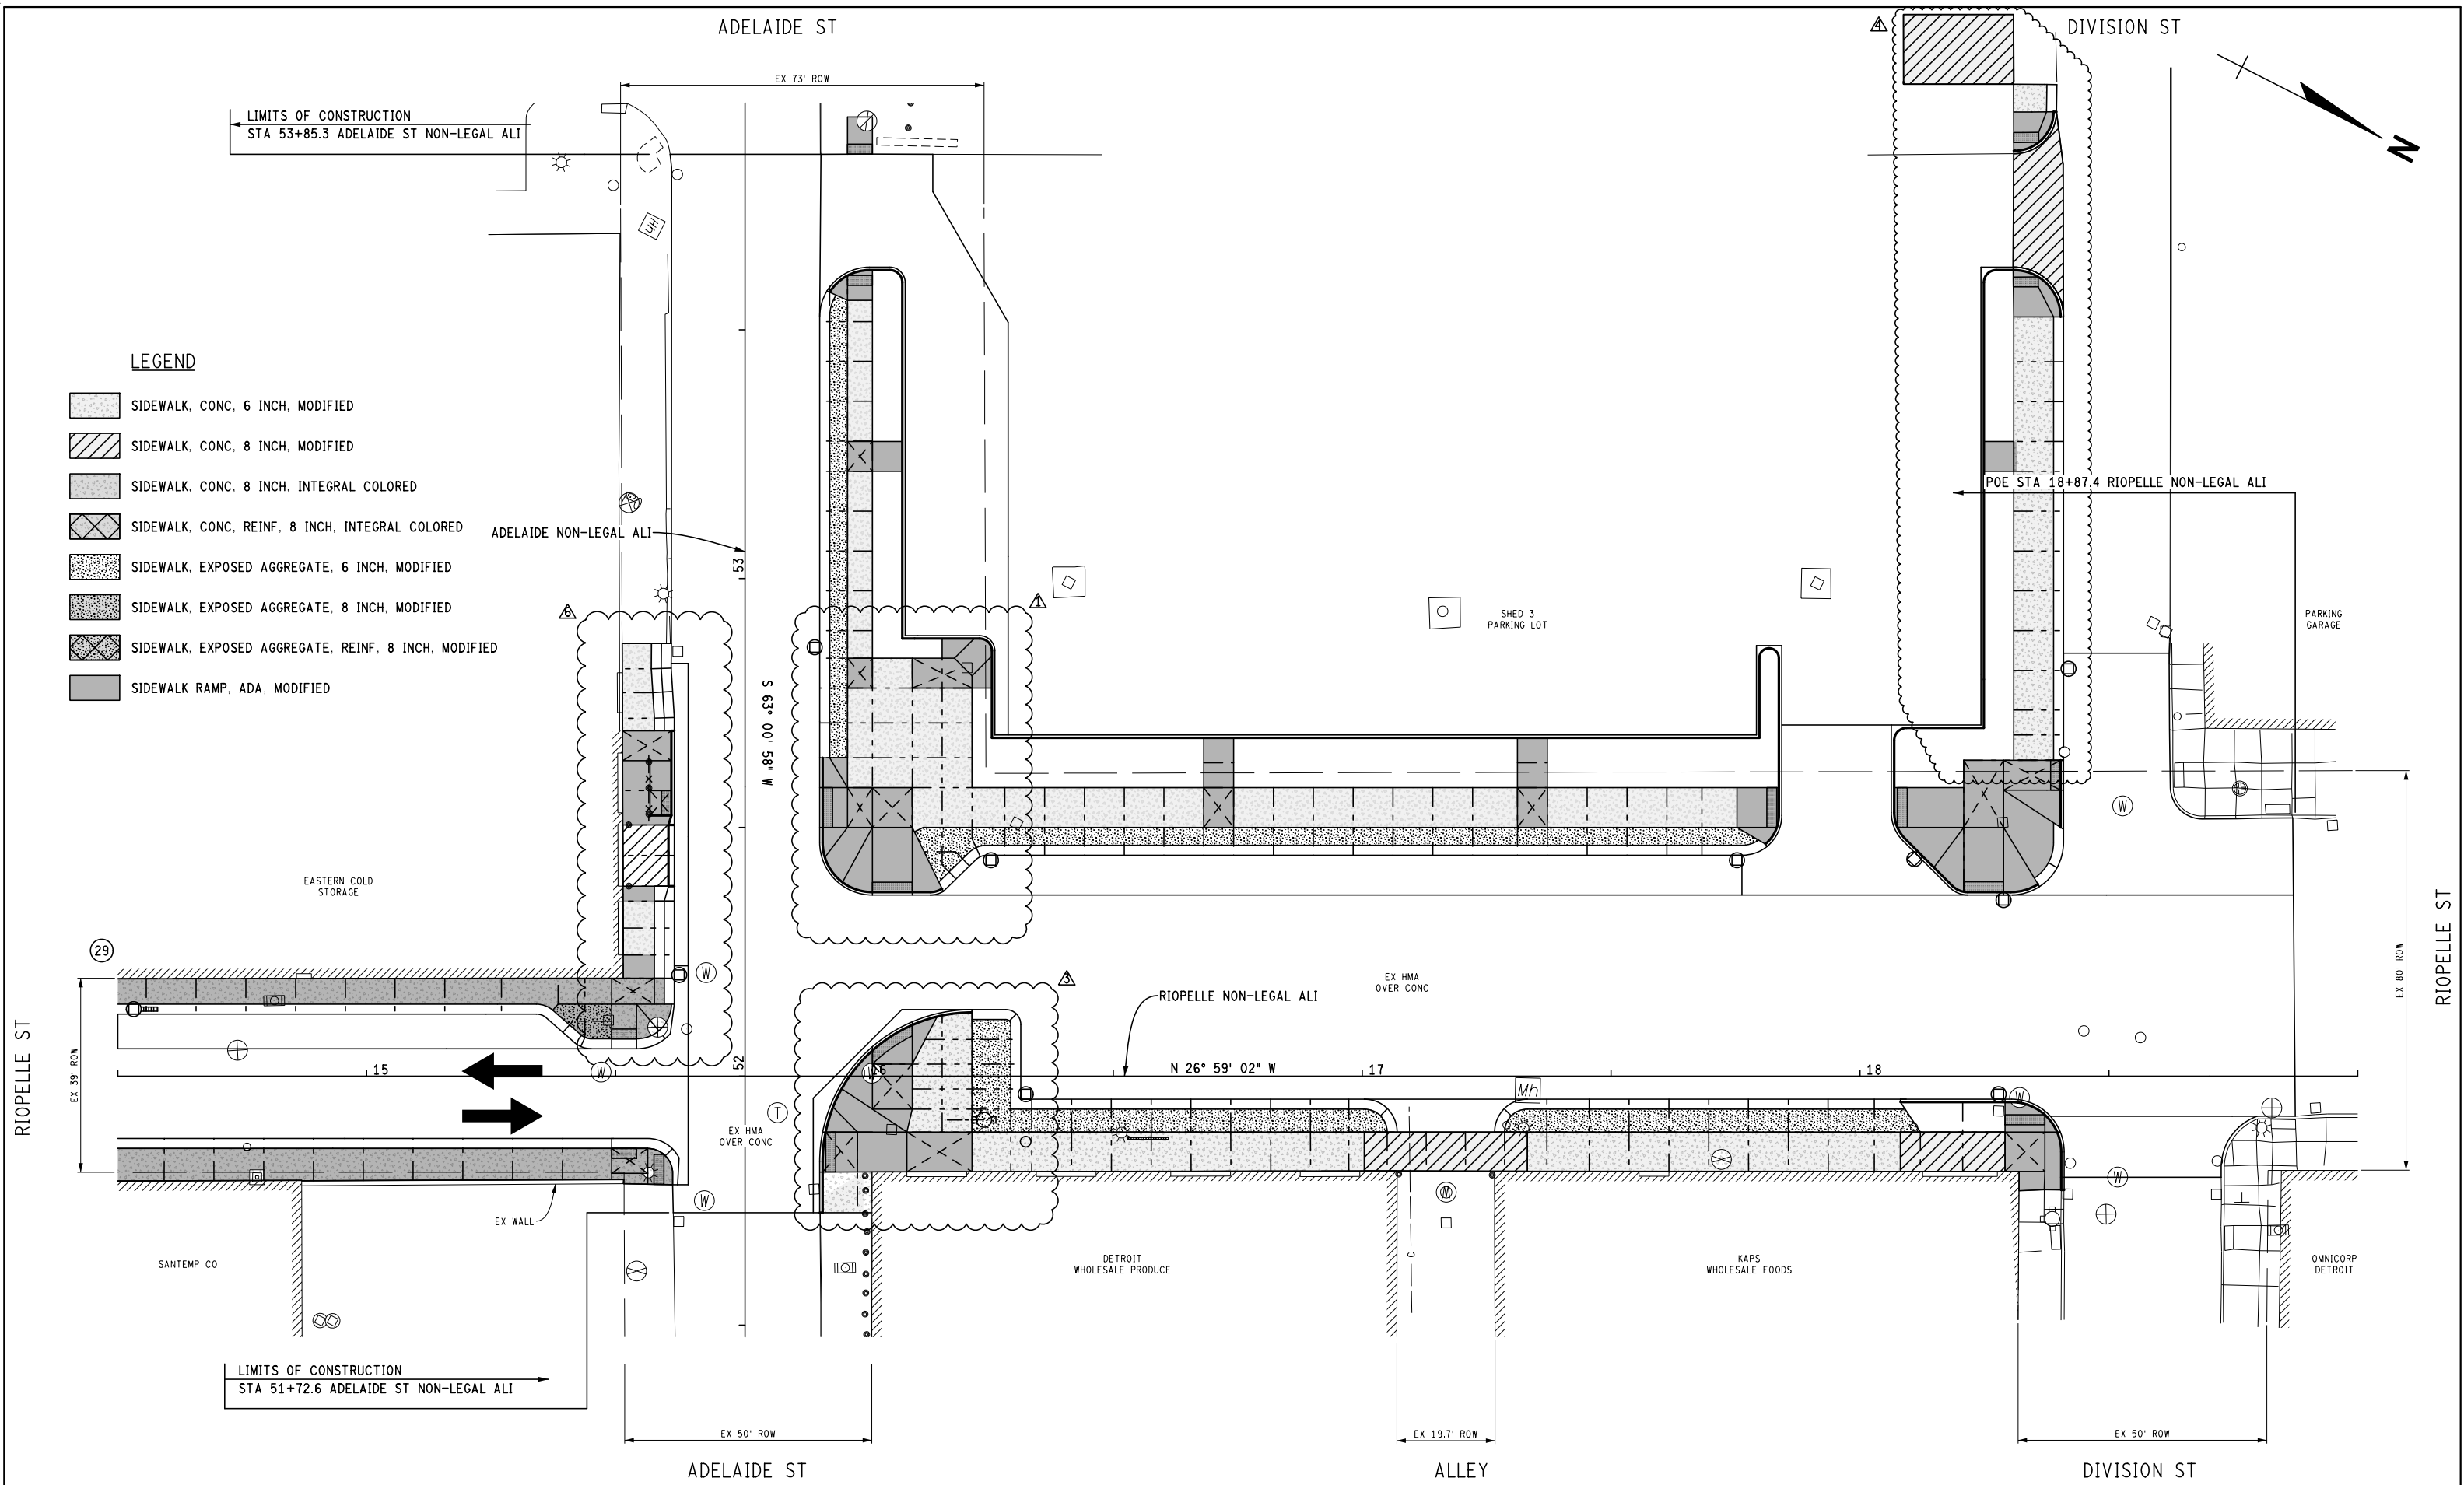 ADELAIDE ST
4
DIVISION ST
EX 73' ROW
LIMITS OF CONSTRUCTION
STA 53+85.3 ADELAIDE ST NON-LEGAL ALI
N
HH
LEGEND
SIDEWALK, CONC, 6 INCH, MODIFIED
SIDEWALK, CONC, 8 INCH, MODIFIED
SIDEWALK, CONC, 8 INCH, INTEGRAL COLORED
SIDEWALK, CONC, REINF, 8 INCH, INTEGRAL COLORED
SIDEWALK, EXPOSED AGGREGATE, 6 INCH, MODIFIED
SIDEWALK, EXPOSED AGGREGATE, 8 INCH, MODIFIED
SIDEWALK, EXPOSED AGGREGATE, REINF, 8 INCH, MODIFIED
SIDEWALK RAMP, ADA, MODIFIED
POE STA 18+87.4 RIOPELLE NON-LEGAL ALI
ADELAIDE NON-LEGAL ALI
53
6
1
SHED 3
PARKING LOT
PARKING
GARAGE
S 63° 00' 58" W
W
EASTERN COLD
STORAGE
29
W
3
EX HMA
OVER CONC
RIOPELLE NON-LEGAL ALI
EX 80' ROW
RIOPELLE ST
RIOPELLE ST
EX 39' ROW
15
W
52
W
16
N 26° 59' 02" W
17
18
Mh
W
T
EX HMA
OVER CONC
W
W
M
EX WALL
C
SANTEMP CO
DETROIT
WHOLESALE PRODUCE
KAPS
WHOLESALE FOODS
OMNICORP
DETROIT
LIMITS OF CONSTRUCTION
STA 51+72.6 ADELAIDE ST NON-LEGAL ALI
EX 50' ROW
EX 19.7' ROW
EX 50' ROW
ADELAIDE ST
ALLEY
DIVISION ST